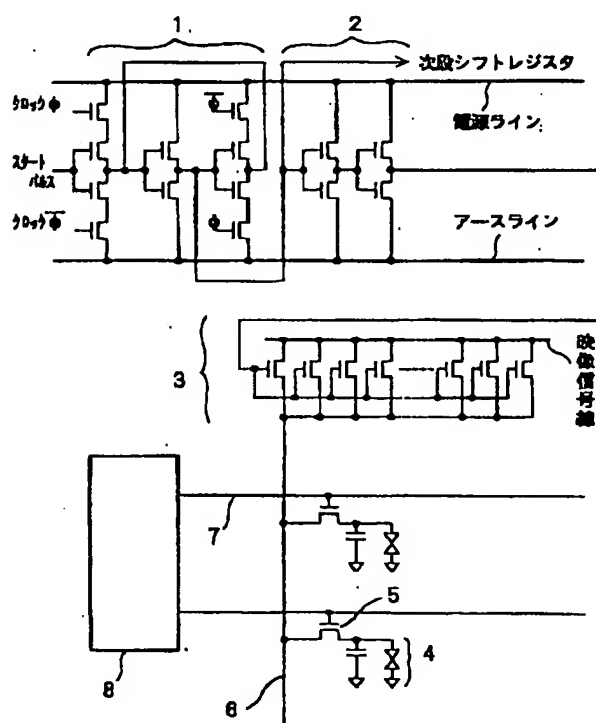 1
2
次段シフトレジスタ
クロックΦ
Φ̅
電源ライン
スタート
パルス
クロックΦ̅
Φ
アースライン
3
映像信号線
7
5
4
8
6